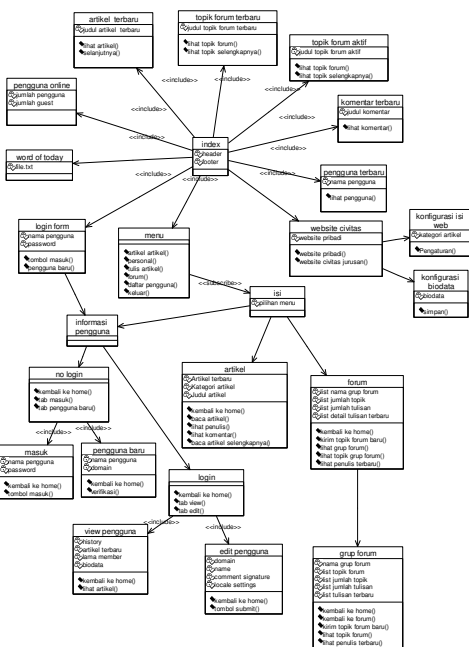 artikel terbaru
judul artikel terbaru
lihat artikel()
selanjutnya()
topik forum terbaru
judul topik forum terbaru
lihat topik forum()
lihat topik selengkapnya()
topik forum aktif
judul topik forum aktif
lihat topik forum()
lihat topik selengkapnya()
<<include>>
<<include>>
<<include>>
pengguna online
jumlah pengguna
jumlah guest
<<include>>
<<include>>
komentar terbaru
judul komentar
lihat komentar()
index
header
footer
word of today
file.txt
<<include>>
<<include>>
<<include>>
<<include>>
pengguna terbaru
nama pengguna
lihat pengguna()
login form
nama pengguna
password
tombol masuk()
pengguna baru()
menu
artikel artikel()
personal()
tulis artikel()
forum()
daftar pengguna()
keluar()
website civitas
website pribadi
website pribadi()
website civitas jurusan()
konfigurasi isi
web
kategori artikel
Pengaturan()
konfigurasi
biodata
biodata
simpan()
<<subscribe>>
isi
pilihan menu
informasi
pengguna
no login
kembali ke home()
tab masuk()
tab pengguna baru()
<<include>>
<<include>>
artikel
Artikel terbaru
Kategori artikel
Judul artikel
kembali ke home()
baca artikel()
lihat penulis()
lihat komentar()
baca artikel selengkapnya()
forum
list nama grup forum
list jumlah topik
list jumlah tulisan
list detail tulisan terbaru
kembali ke home()
kirim topik forum baru()
lihat grup forum()
lihat topik grup forum()
lihat penulis terbaru()
masuk
nama pengguna
password
kembali ke home()
tombol masuk()
pengguna baru
nama pengguna
domain
kembali ke home()
verifikasi()
login
kembali ke home()
tab view()
tab edit()
<<include>>
<<include>>
view pengguna
history
artikel terbaru
lama member
biodata
kembali ke home()
lihat artikel()
edit pengguna
domain
name
comment signature
locale settings
kembali ke home()
tombol submit()
grup forum
nama grup forum
list topik forum
list jumlah topik
list jumlah tulisan
list tulisan terbaru
kembali ke home()
kembali ke forum()
kirim topik forum baru()
lihat topik forum()
lihat penulis terbaru()